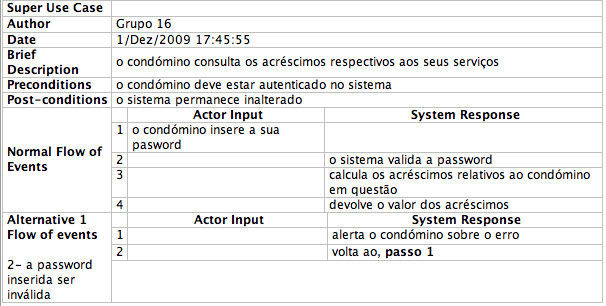 Super Use Case
Author Grupo 16
Date 1/Dez/2009 17:45:55
Brief Description o condómino consulta os acréscimos respectivos aos seus serviços
Preconditions o condómino deve estar autenticado no sistema
Post-conditions o sistema permanece inalterado
Normal Flow of Events
Actor Input System Response
1 o condómino insere a sua
pasword
2 o sistema valida a password
3 calcula os acréscimos relativos ao condómino
em questão
4 devolve o valor dos acréscimos
Alternative 1
Flow of events
2- a password
inserida ser
inválida
Actor Input System Response
1 alerta o condómino sobre o erro
2 volta ao, passo 1